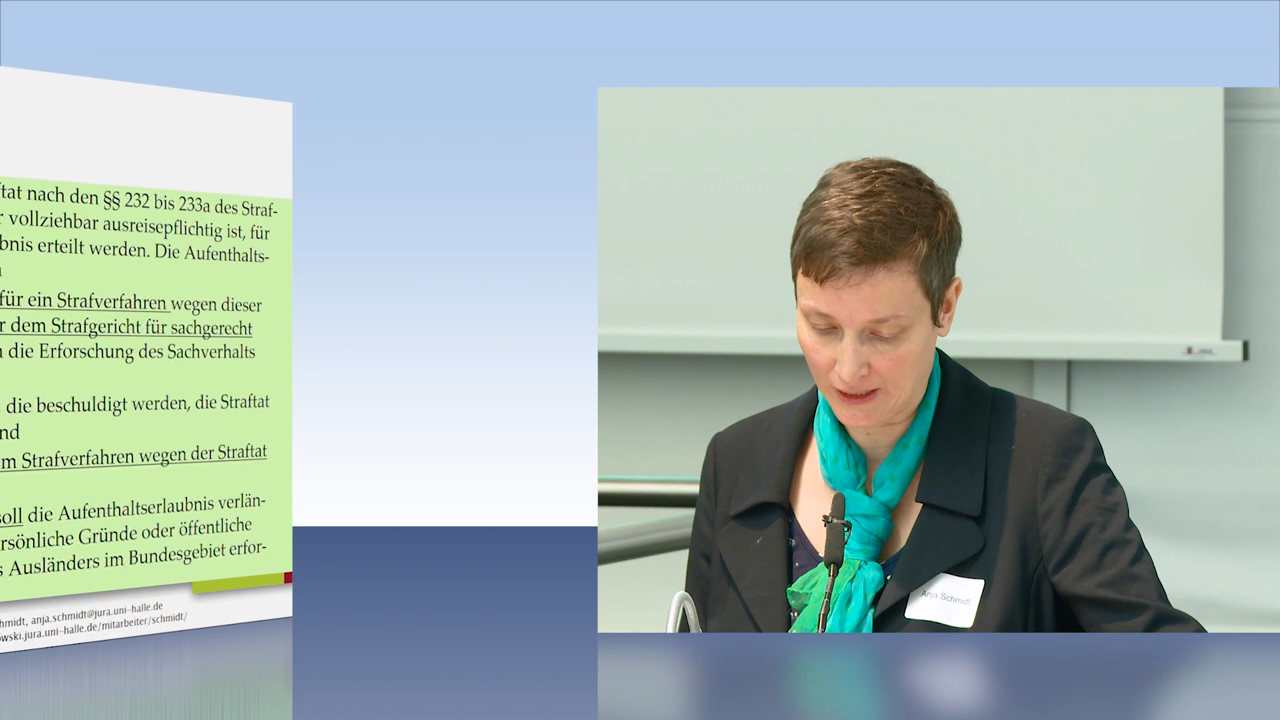 tat nach den §§ 232 bis 233a des Straf-
r vollziehbar ausreisepflichtig ist, für
bnis erteilt werden. Die Aufenthalts-
für ein Strafverfahren wegen dieser
r dem Strafgericht für sachgerecht
die Erforschung des Sachverhalts
die beschuldigt werden, die Straftat
nd
m Strafverfahren wegen der Straftat
soll die Aufenthaltserlaubnis verlän-
rsönliche Gründe oder öffentliche
s Ausländers im Bundesgebiet erfor-
hmidt, anja.schmidt@jura.uni-halle.de
owski.jura.uni-halle.de/mitarbeiter/schmidt/
Anja Schmidt